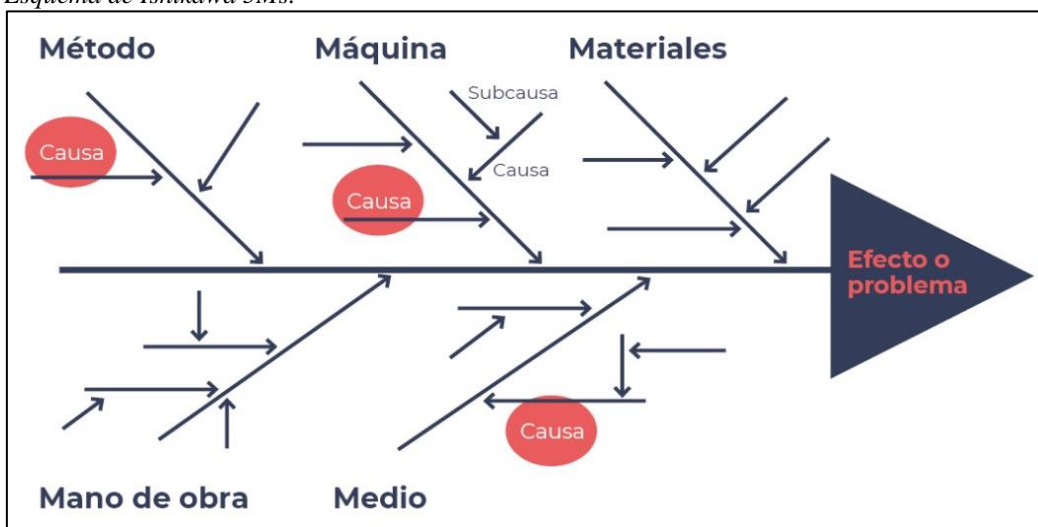 Esquema de Ishikawa 5Ms.
Método
Máquina
Materiales
Subcausa
Causa
Causa
Causa
Efecto o
problema
Causa
Mano de obra
Medio